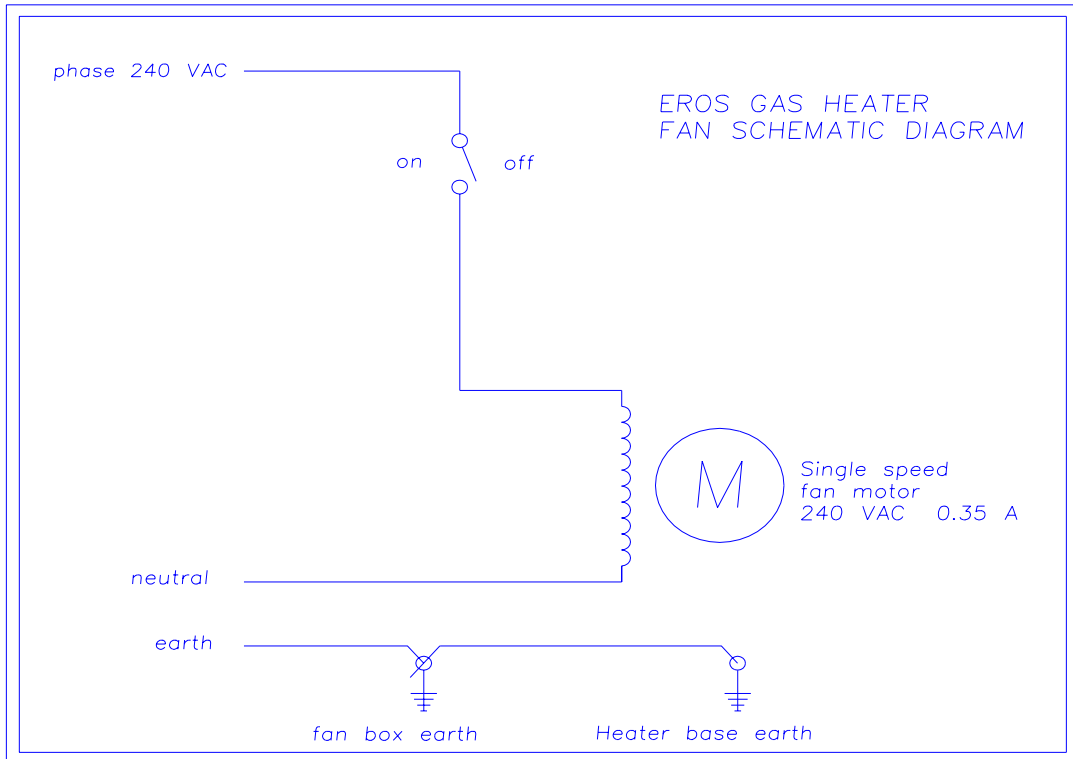 phase 240 VAC
EROS GAS HEATER
FAN SCHEMATIC DIAGRAM
on
off
M
Single speed
fan motor
240 VAC 0.35 A
neutral
earth
fan box earth
Heater base earth